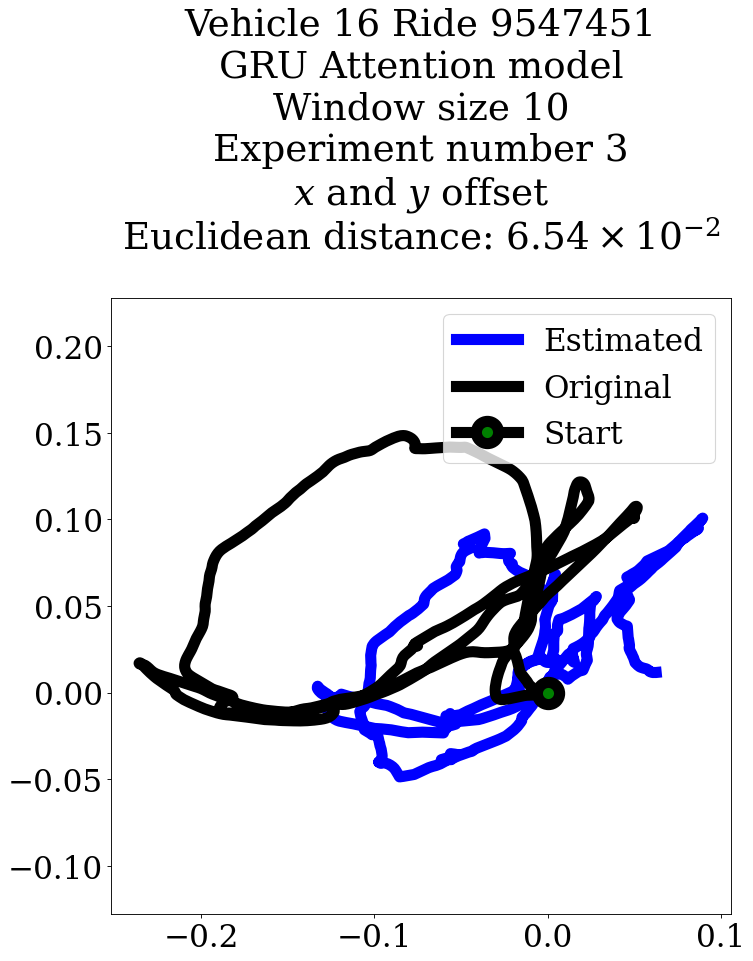 Vehicle 16 Ride 9547451
GRU Attention model
Window size 10
Experiment number 3
x and y offset
Euclidean distance: 6.54 × 10⁻²
Estimated
Original
Start
0.20
0.15
0.10
0.05
0.00
−0.05
−0.10
−0.2 −0.1 0.0 0.1